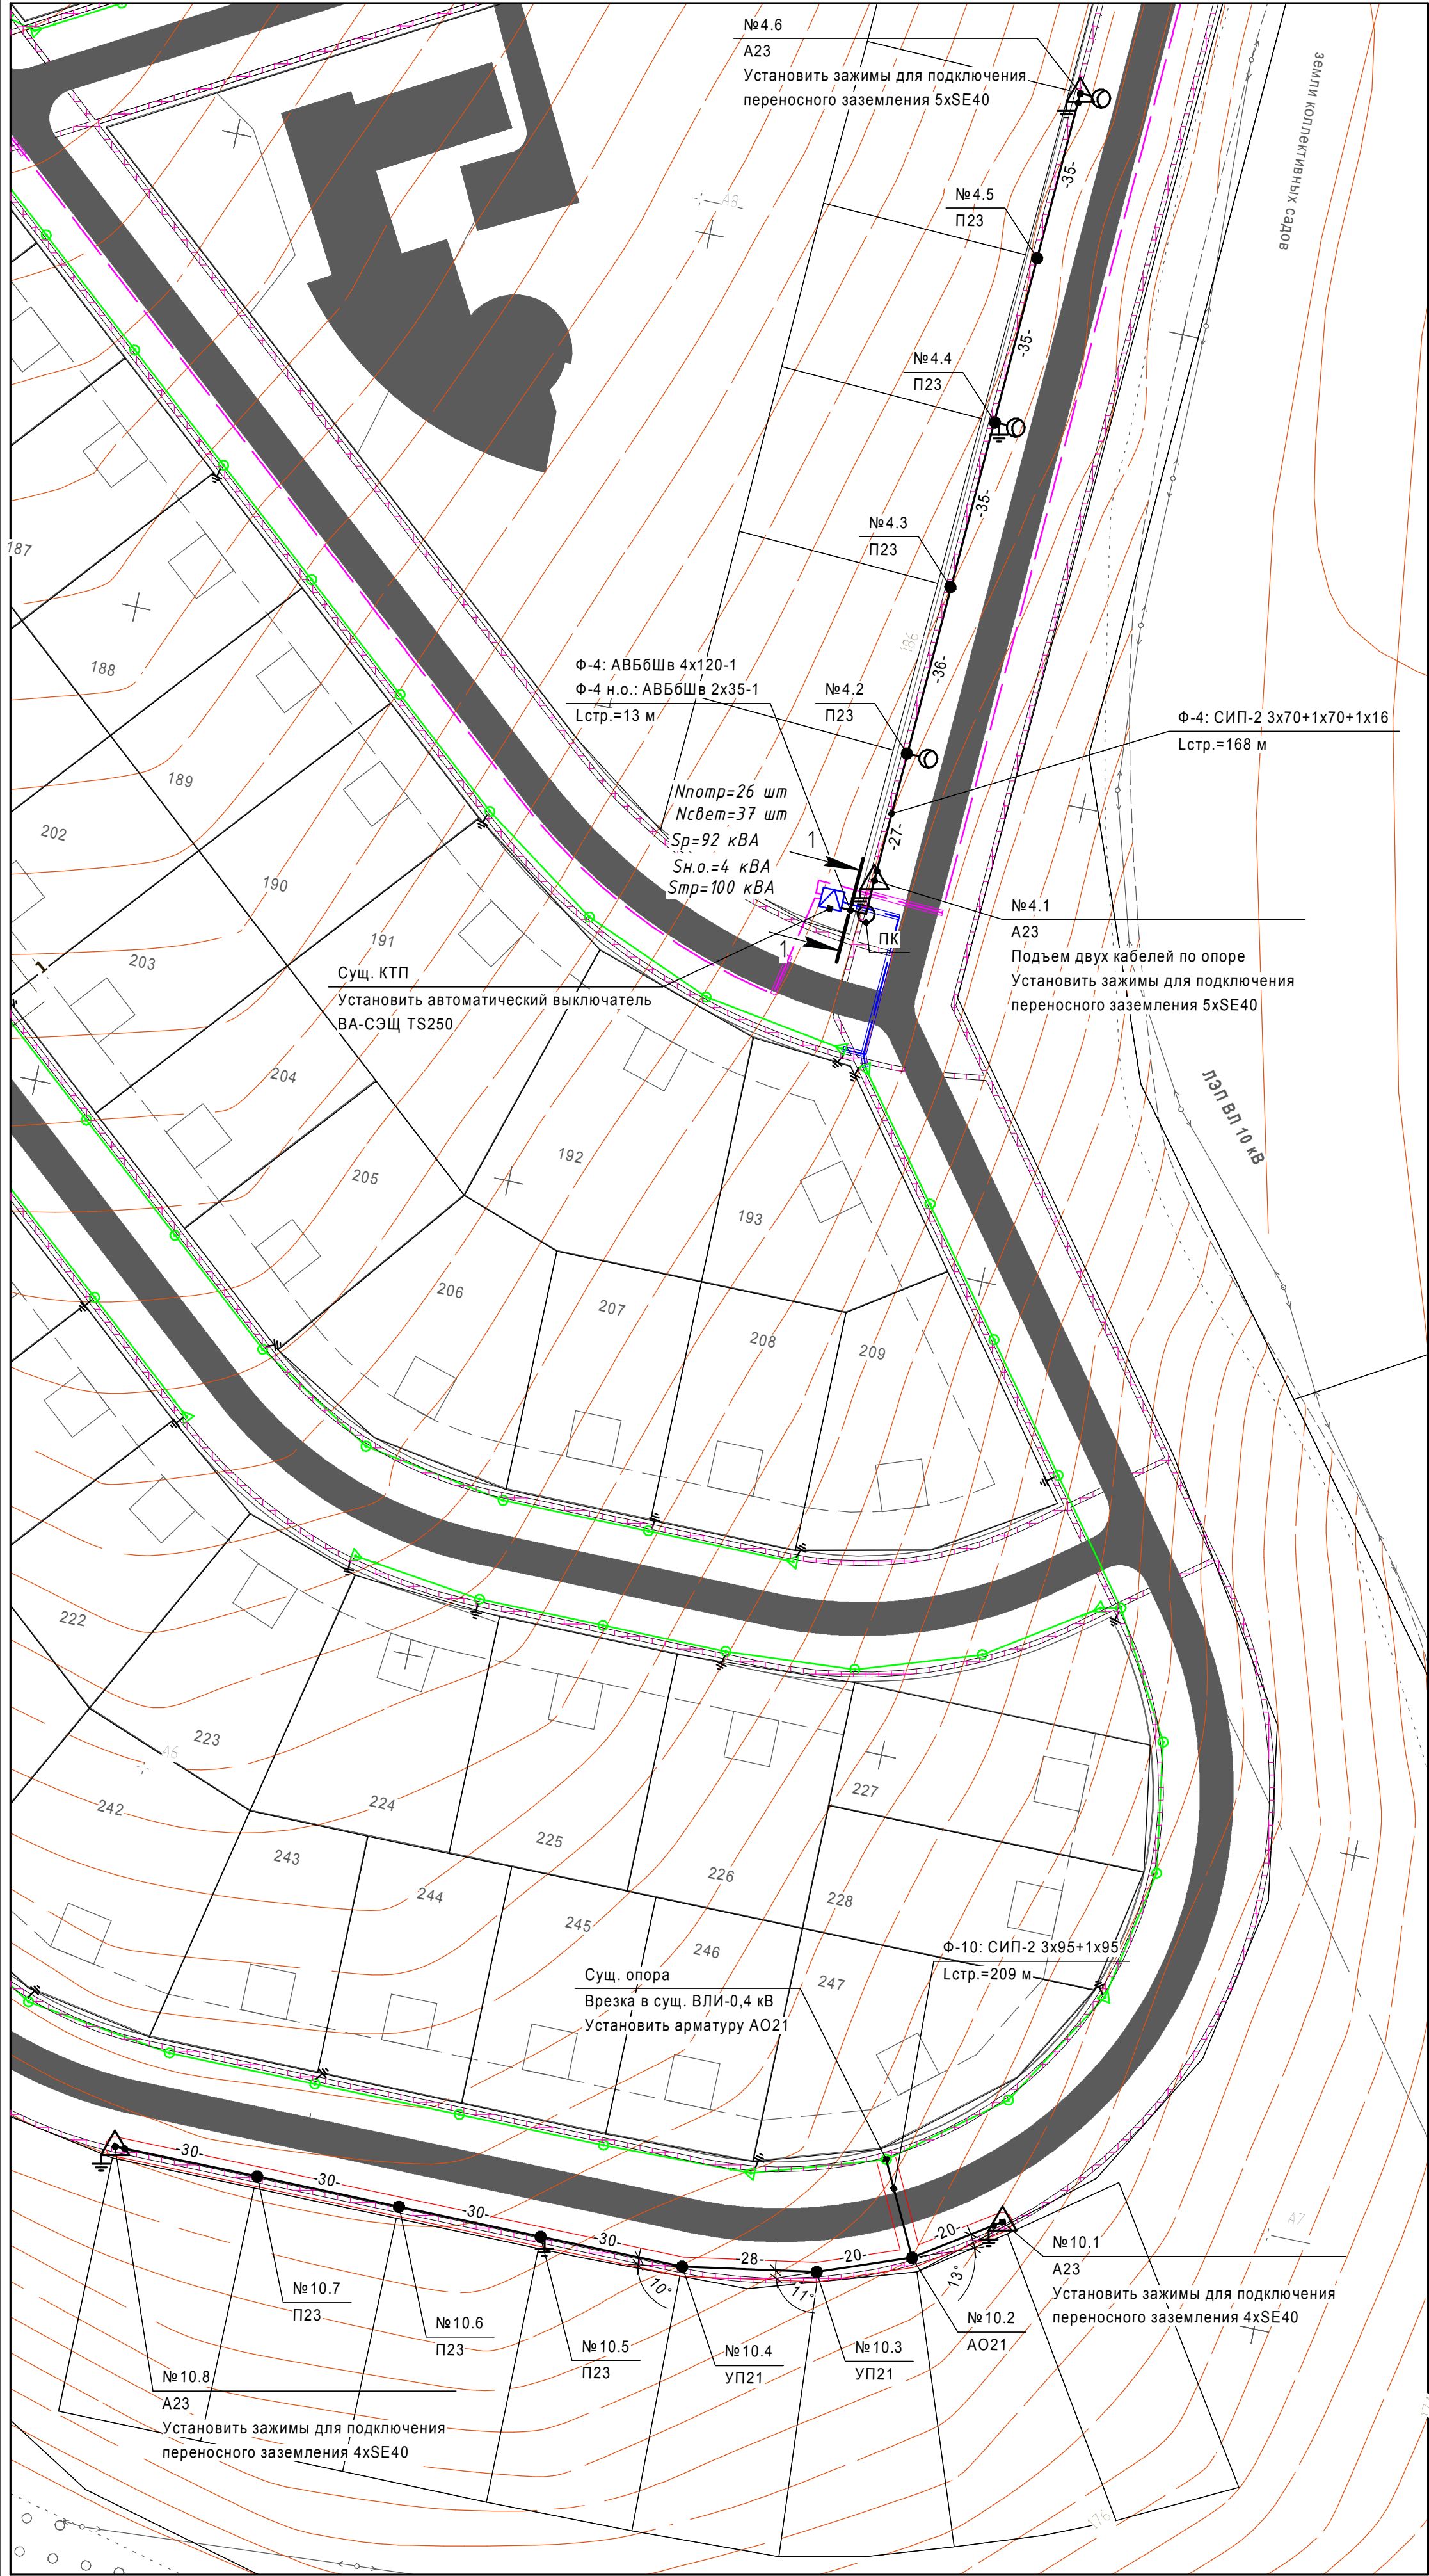 №4.6
А23
Установить зажимы для подключения
переносного заземления 5хSE40
земли коллективных садов
-35-
А8
№4.5
П23
-35-
№4.4
П23
-35-
№4.3
П23
187
186
-36-
188
Ф-4: АВБбШв 4х120-1
Ф-4 н.о.: АВБбШв 2х35-1
Lстр.=13 м
№4.2
П23
Ф-4: СИП-2 3х70+1х70+1х16
Lстр.=168 м
189
Nпотр=26 шт
Nсвет=37 шт
Sр=92 кВА
Sн.о.=4 кВА
Sтр=100 кВА
202
-27-
1
190
№4.1
А23
Подъем двух кабелей по опоре
Установить зажимы для подключения
переносного заземления 5хSE40
ПК
1
191
203
1
Сущ. КТП
Установить автоматический выключатель
ВА-СЭЩ TS250
204
ЛЭП ВЛ 10 кВ
192
205
193
206
207
208
209
222
223
А6
242
224
227
225
243
226
244
228
245
246
Ф-10: СИП-2 3х95+1х95
Lстр.=209 м
Сущ. опора
Врезка в сущ. ВЛИ-0,4 кВ
Установить арматуру АО21
247
-30-
-30-
-30-
-30-
-28-
-20-
-20-
А7
10°
11°
13°
№10.1
А23
Установить зажимы для подключения
переносного заземления 4хSE40
№10.2
АО21
№10.3
УП21
№10.4
УП21
№10.5
П23
№10.6
П23
№10.7
П23
№10.8
А23
Установить зажимы для подключения
переносного заземления 4хSE40
176